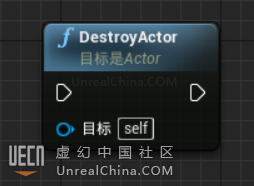 DestroyActor
目标是Actor
UnrealChina.COM
目标 self
UECN 虚幻中国社区
UnrealChina.COM